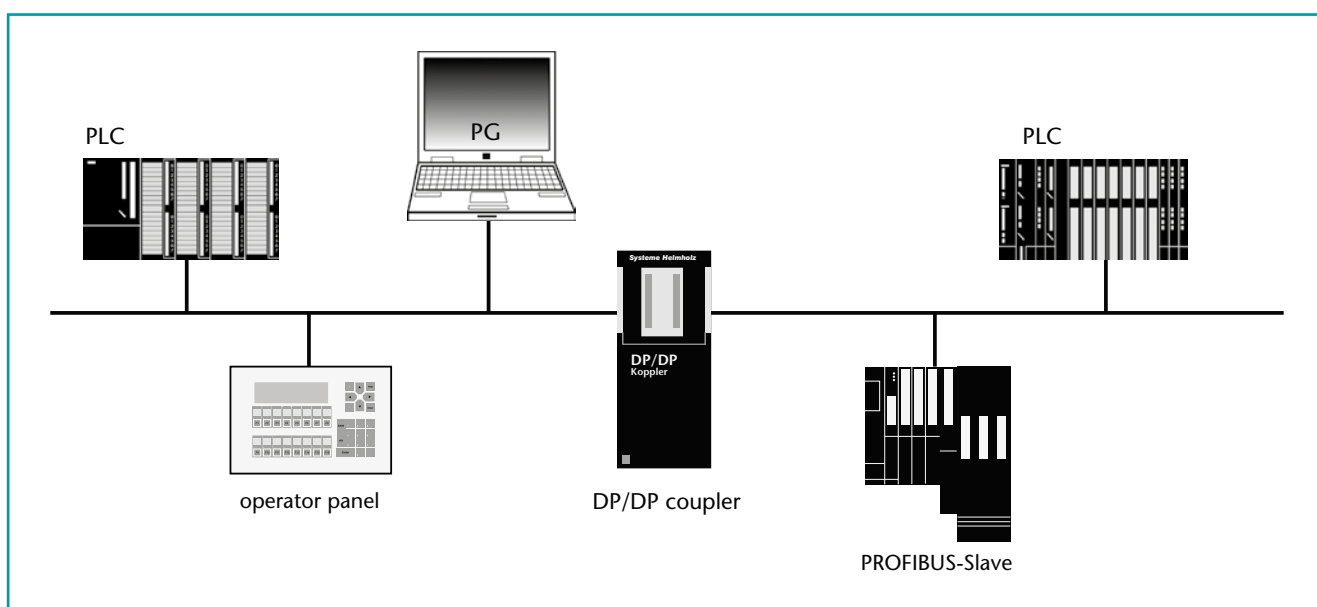 PLC
PG
PLC
Systeme Helmholz
DP/DP
Koppler
operator panel
DP/DP coupler
PROFIBUS-Slave